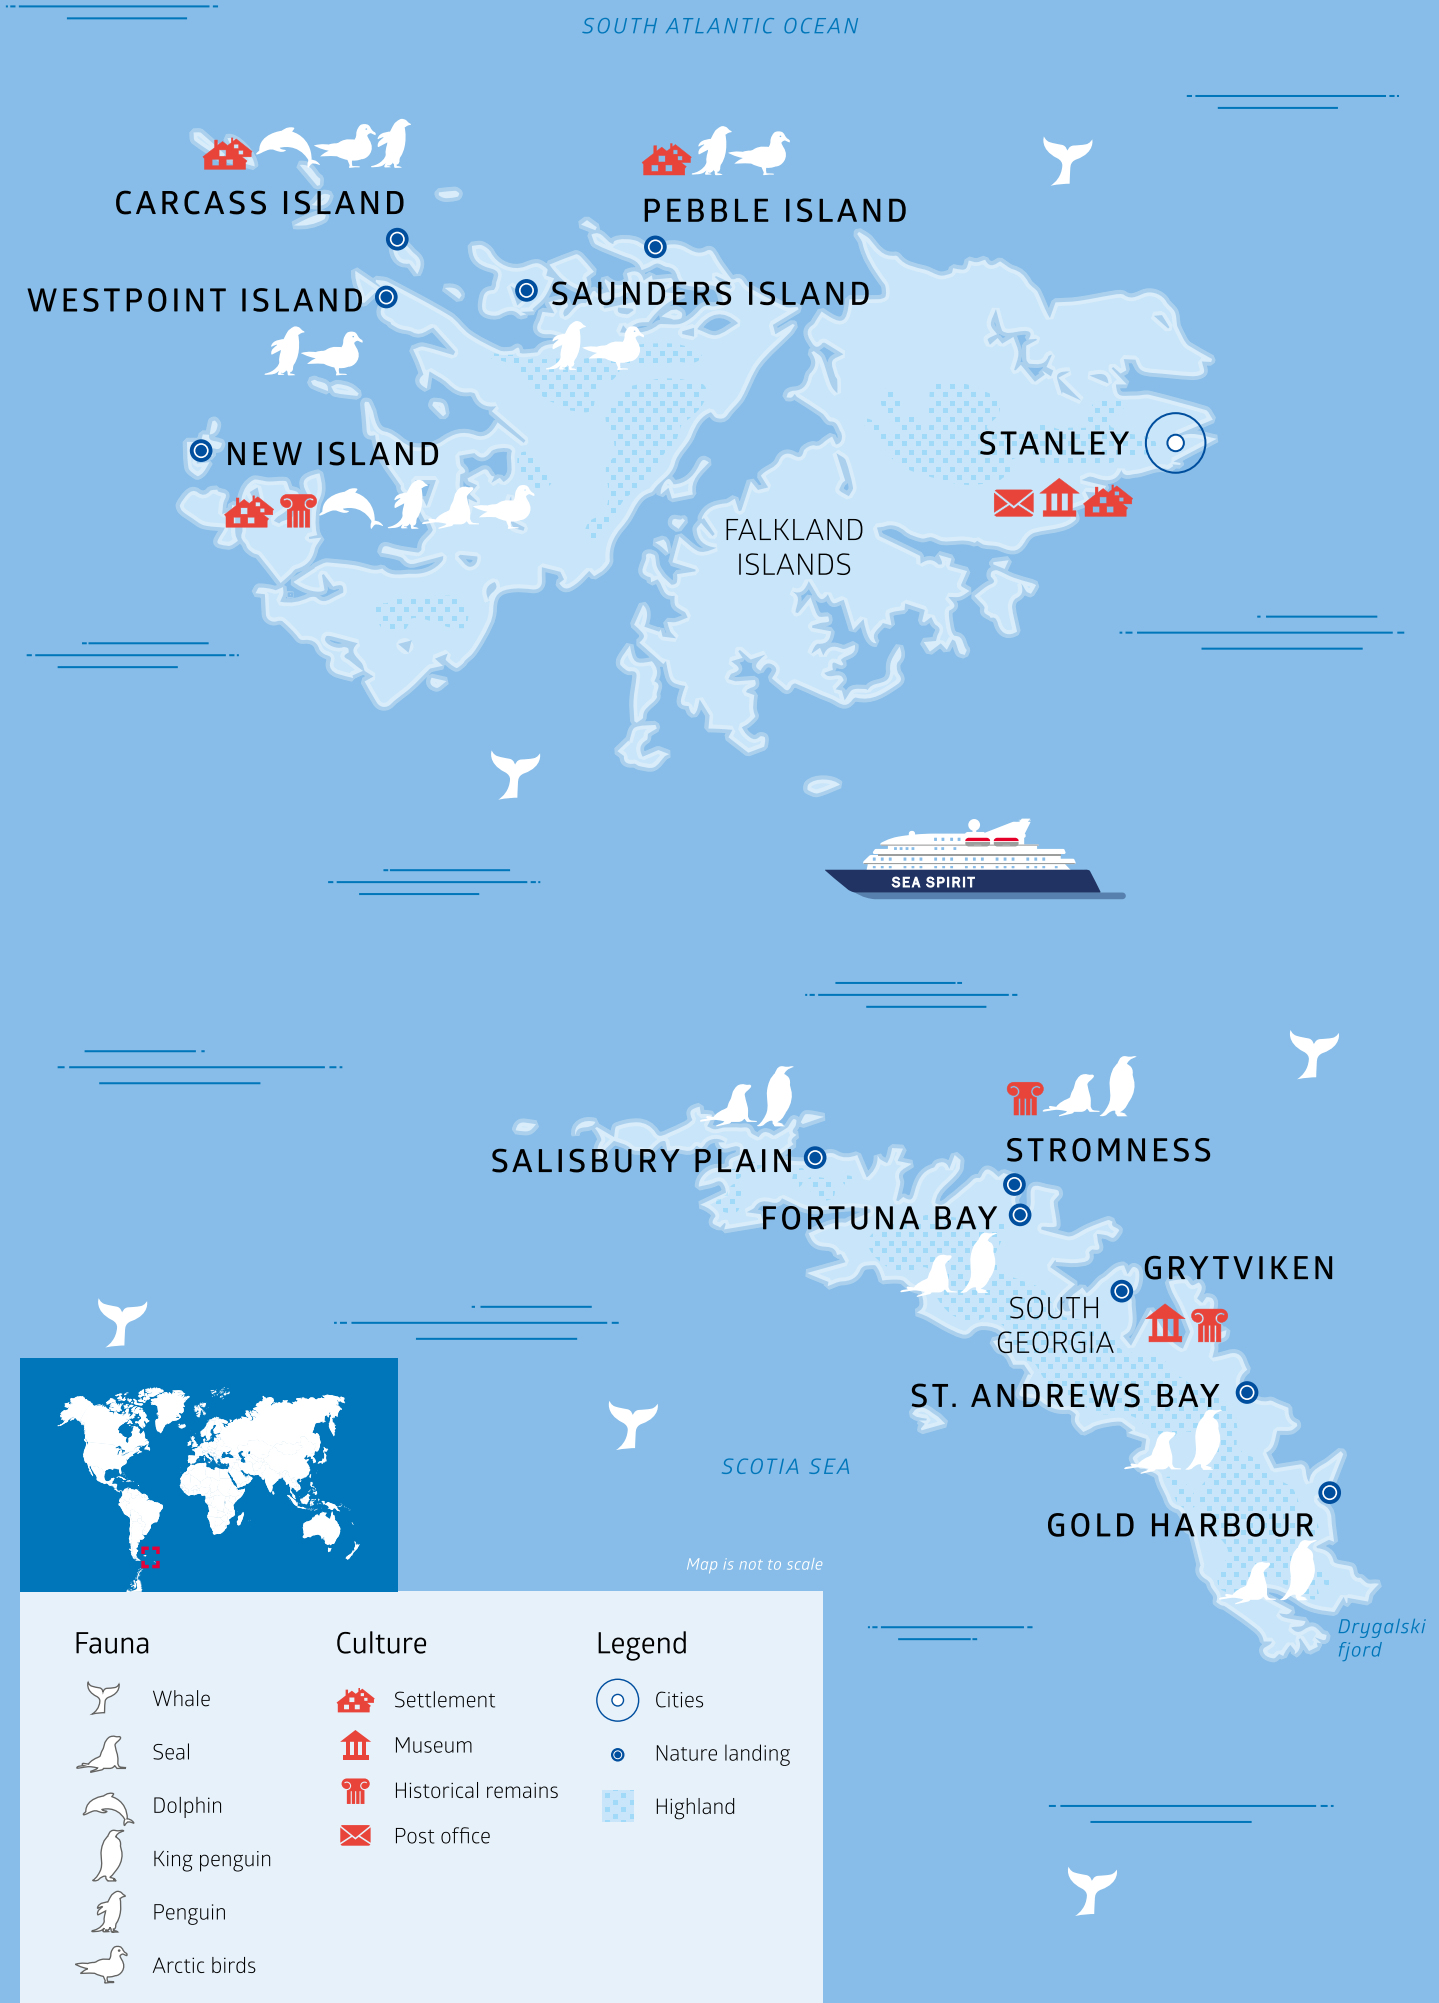 SOUTH ATLANTIC OCEAN
CARCASS ISLAND
PEBBLE ISLAND
WESTPOINT ISLAND
SAUNDERS ISLAND
NEW ISLAND
STANLEY
FALKLAND
ISLANDS
SEA SPIRIT
STROMNESS
SALISBURY PLAIN
FORTUNA BAY
GRYTVIKEN
SOUTH
GEORGIA
ST. ANDREWS BAY
SCOTIA SEA
GOLD HARBOUR
Map is not to scale
Drygalski
fjord
Fauna
Whale
Seal
Dolphin
King penguin
Penguin
Arctic birds
Culture
Settlement
Museum
Historical remains
Post office
Legend
Cities
Nature landing
Highland